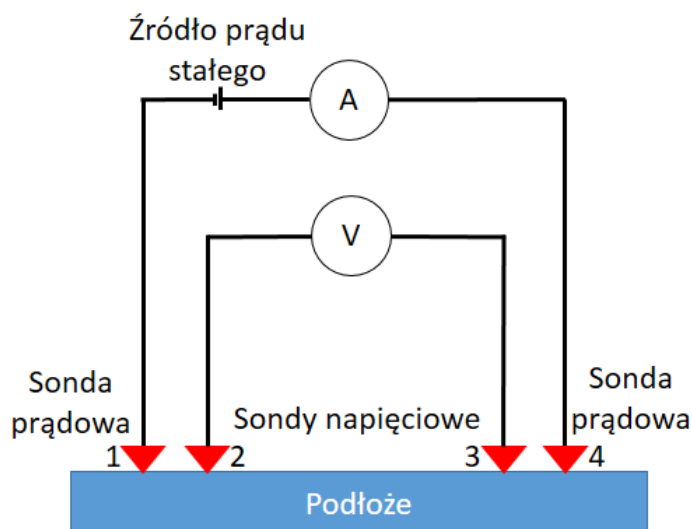 Źródło prądu
stałego
A
V
Sonda
prądowa
Sondy napięciowe
Sonda
prądowa
1
2
3
4
Podłoże